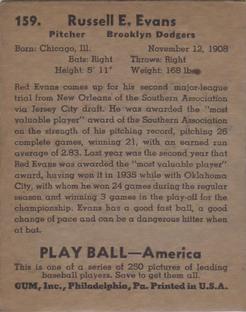 159. Russell E. Evans
Pitcher Brooklyn Dodgers
Born: Chicago, Ill. November 12, 1908
Bats: Right Throws: Right
Height: 5' 11" Weight: 168 lbs.
Red Evans comes up for his second major-league
trial from New Orleans of the Southern Association
via Jersey City draft. He was awarded the "most
valuable player" award of the Southern Association
on the strength of his pitching record, pitching 26
complete games, winning 21, with an earned run
average of 2.83. Last year was the second year that
Red Evans was awarded the "most valuable player"
award, having won it in 1935 while with Oklahoma
City, with whom he won 24 games during the regular
season and winning 3 games in the play-off for the
championship. Evans has a good fast ball, a good
change of pace and can be a dangerous hitter when
at bat.
PLAY BALL—America
This is one of a series of 250 pictures of leading
baseball players. Save to get them all.
GUM, Inc., Philadelphia, Pa. Printed in U.S.A.